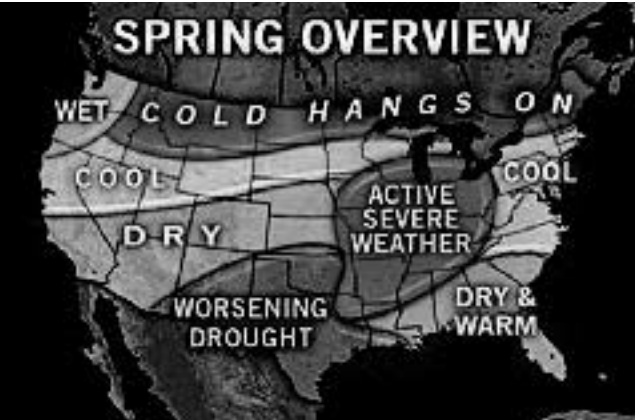 SPRING OVERVIEW
WET
COLD HANGS ON
COOL
COOL
ACTIVE
SEVERE
WEATHER
DRY
WORSENING
DROUGHT
DRY &
WARM